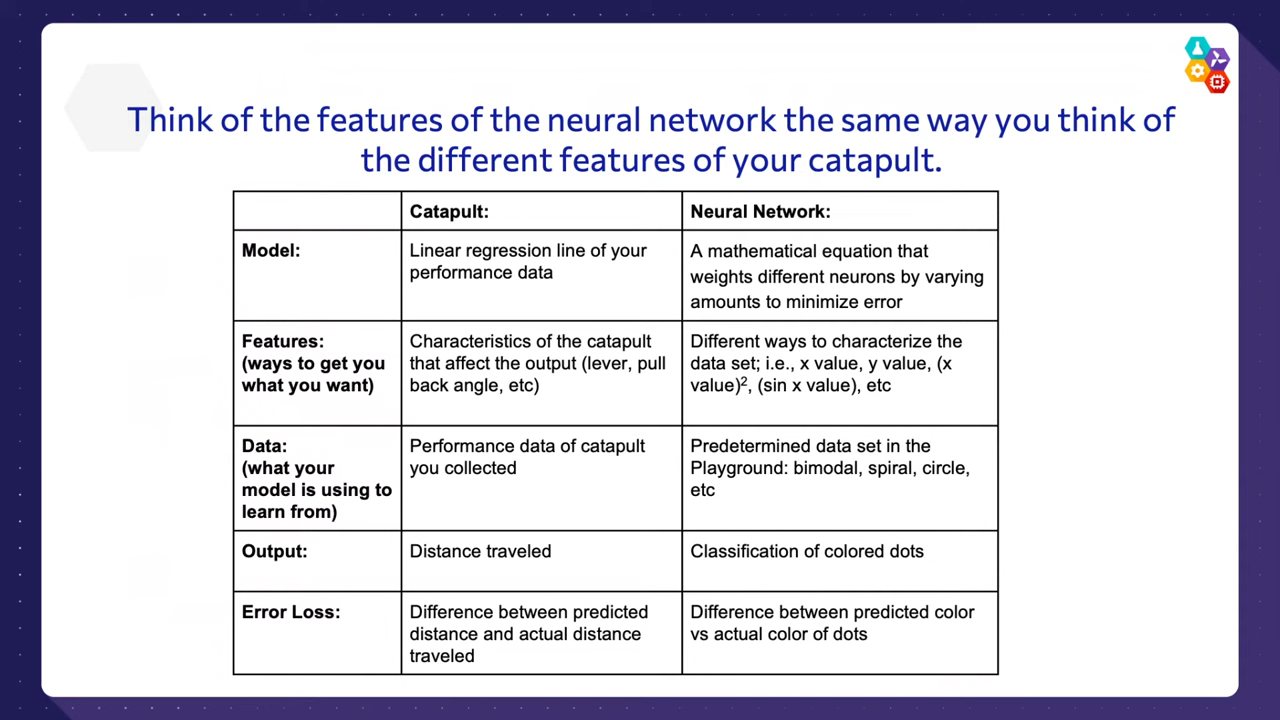 Think of the features of the neural network the same way you think of
the different features of your catapult.
Catapult:
Neural Network:
Model:
Linear regression line of your
performance data
A mathematical equation that
weights different neurons by varying
amounts to minimize error
Features:
(ways to get you
what you want)
Characteristics of the catapult
that affect the output (lever, pull
back angle, etc)
Different ways to characterize the
data set; i.e., x value, y value, (x
value)², (sin x value), etc
Data:
(what your
model is using to
learn from)
Performance data of catapult
you collected
Predetermined data set in the
Playground: bimodal, spiral, circle,
etc
Output:
Distance traveled
Classification of colored dots
Error Loss:
Difference between predicted
distance and actual distance
traveled
Difference between predicted color
vs actual color of dots